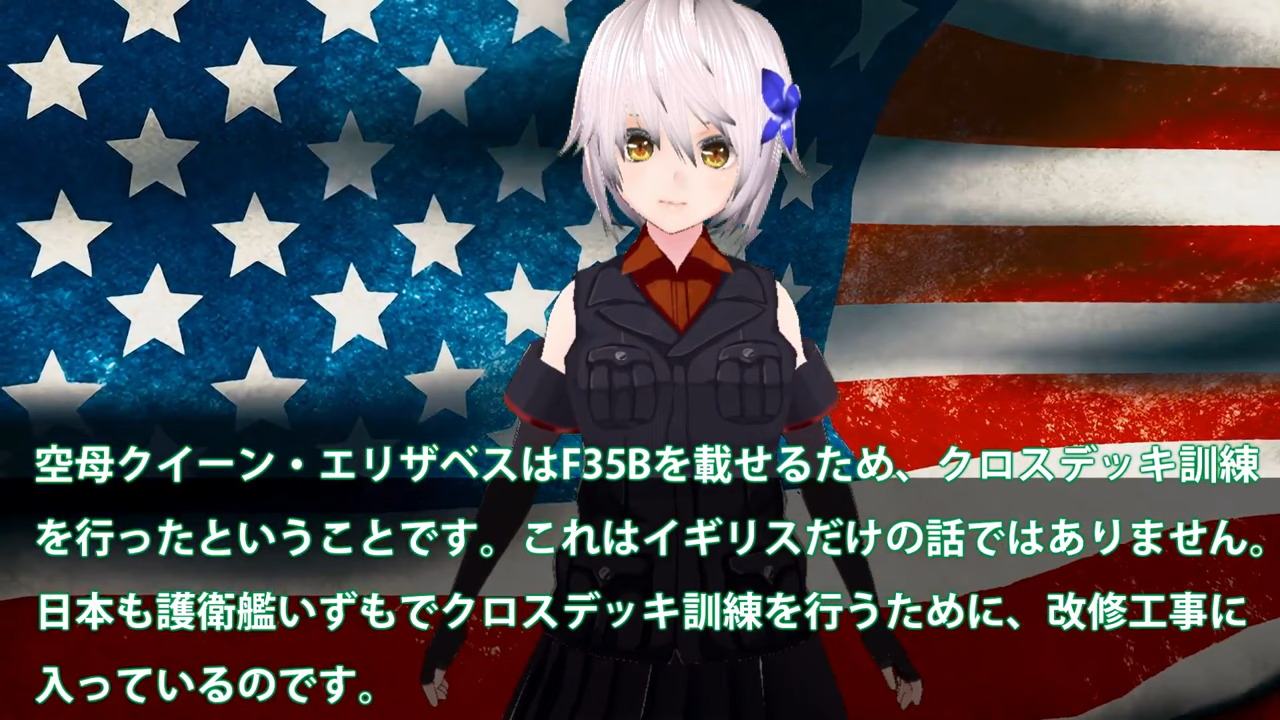 空母クイーン・エリザベスはF35Bを載せるため、クロスデッキ訓練
を行ったということです。これはイギリスだけの話ではありません。
日本も護衛艦いずもでクロスデッキ訓練を行うために、改修工事に
入っているのです。